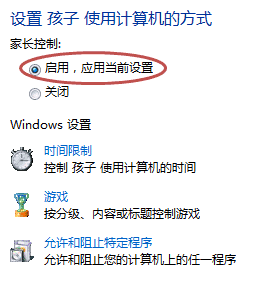 设置 孩子 使用计算机的方式
家长控制:
启用，应用当前设置
关闭
Windows 设置
时间限制
控制 孩子 使用计算机的时间
游戏
按分级、内容或标题控制游戏
允许和阻止特定程序
允许和阻止您的计算机上的任一程序